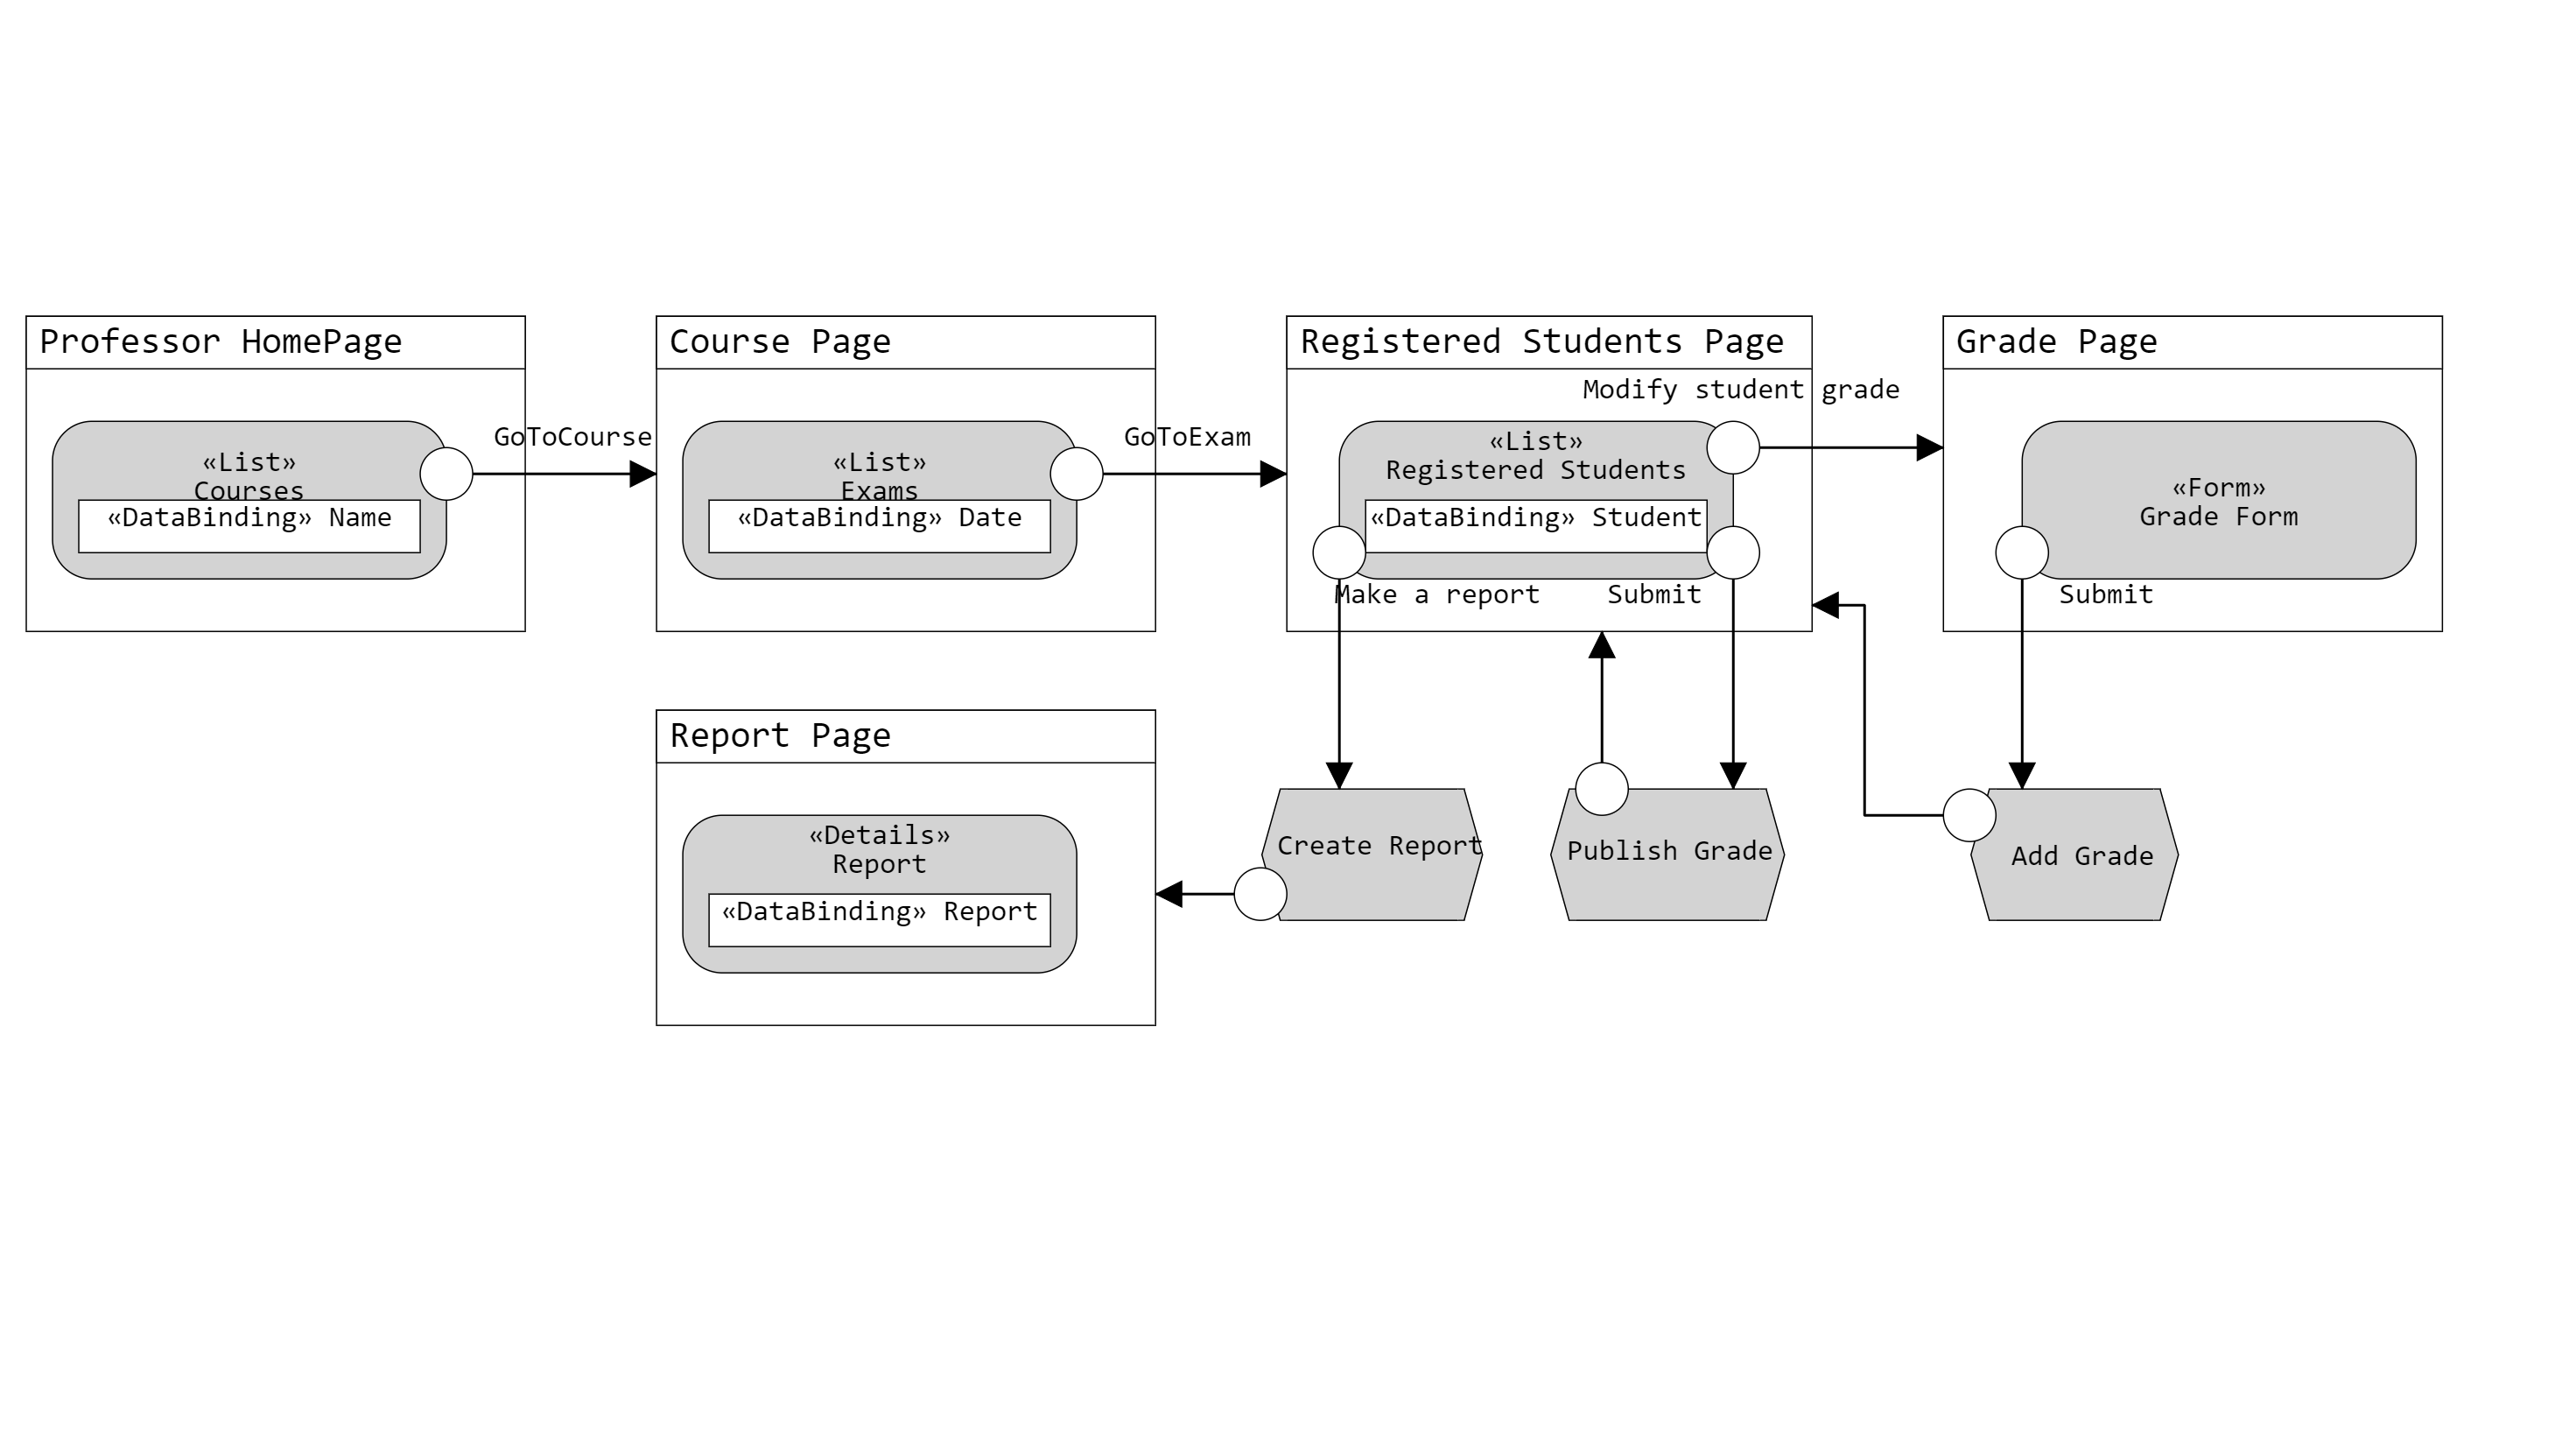 Professor HomePage
«List»
Courses
«DataBinding» Name
GoToCourse
Course Page
«List»
Exams
«DataBinding» Date
GoToExam
Registered Students Page
Modify student grade
«List»
Registered Students
«DataBinding» Student
Make a report
Submit
Grade Page
«Form»
Grade Form
Submit
Report Page
«Details»
Report
«DataBinding» Report
Create Report
Publish Grade
Add Grade